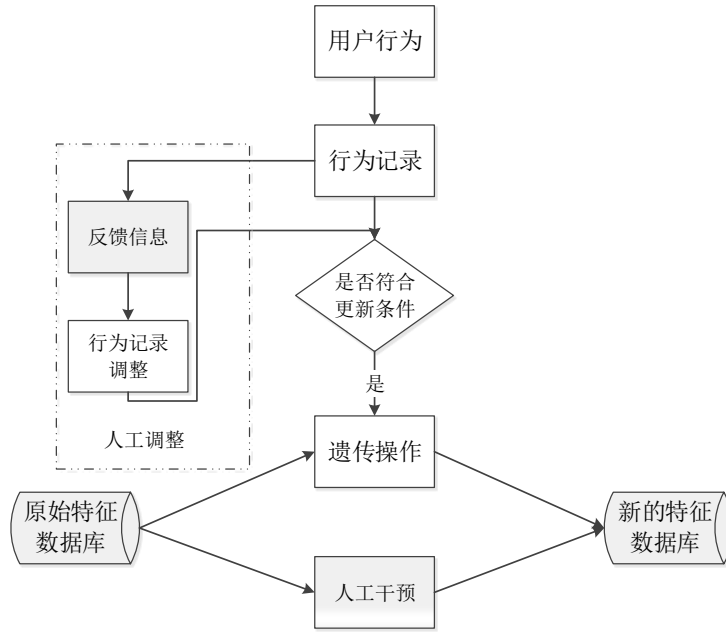 用户行为
行为记录
反馈信息
是否符合
更新条件
行为记录
调整
是
人工调整
遗传操作
原始特征
数据库
新的特征
数据库
人工干预